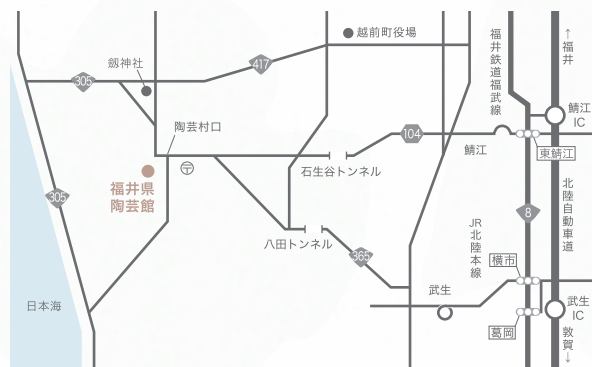 越前町役場
福井鉄道福武線
↑福井
劔神社
417
305
鯖江
IC
陶芸村口
104
鯖江
東鯖江
〒
石生谷トンネル
福井県
陶芸館
305
北陸自動車道
8
JR北陸本線
八田トンネル
365
横市
武生
日本海
武生
IC
葛岡
敦賀↓